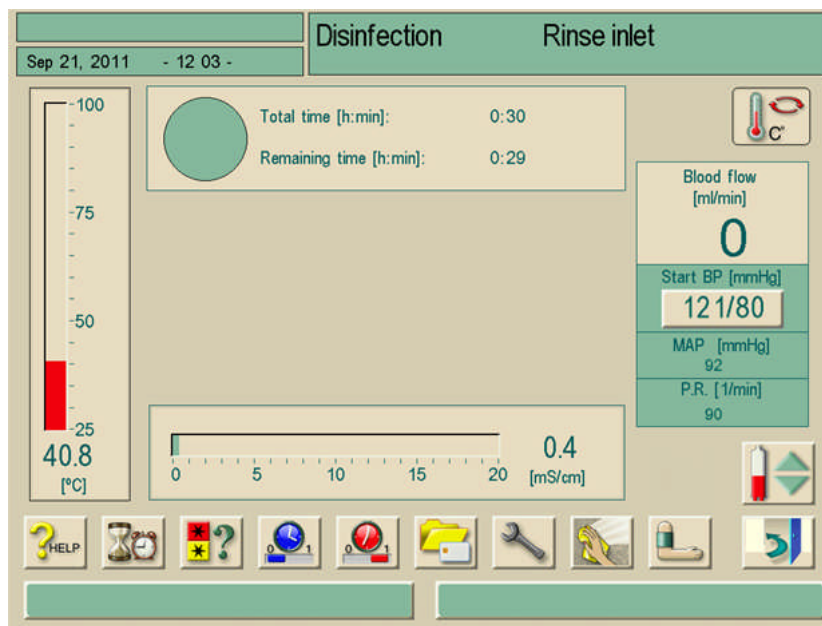 Disinfection Rinse inlet
Sep 21, 2011 - 12 03 -
100
75
50
25
40.8
[°C]
Total time [h:min]: 0:30
Remaining time [h:min]: 0:29
C°
Blood flow
[ml/min]
0
Start BP [mmHg]
121/80
MAP [mmHg]
92
P.R. [1/min]
90
0 5 10 15 20
0.4
[mS/cm]
?HELP
?
0 1
0 1